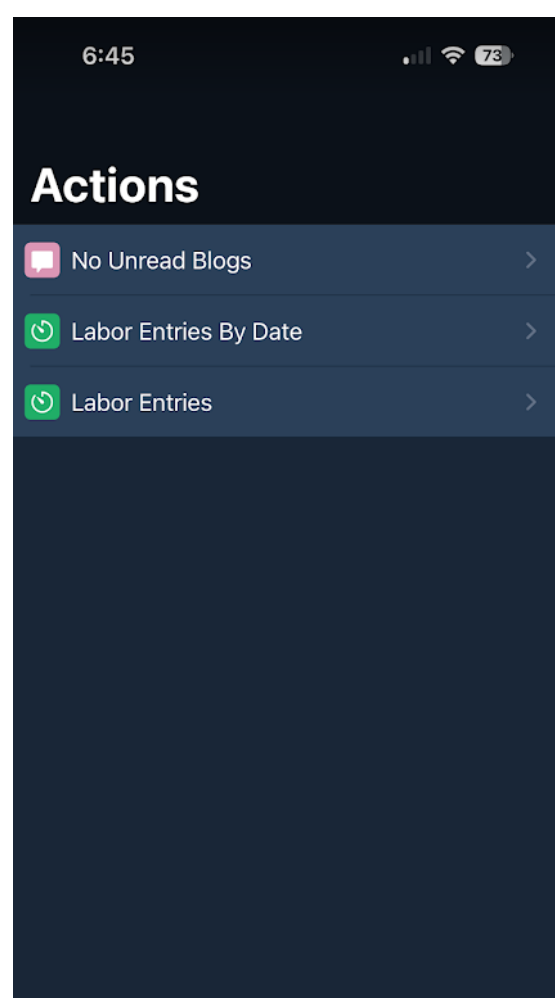 6:45
73
Actions
No Unread Blogs
Labor Entries By Date
Labor Entries